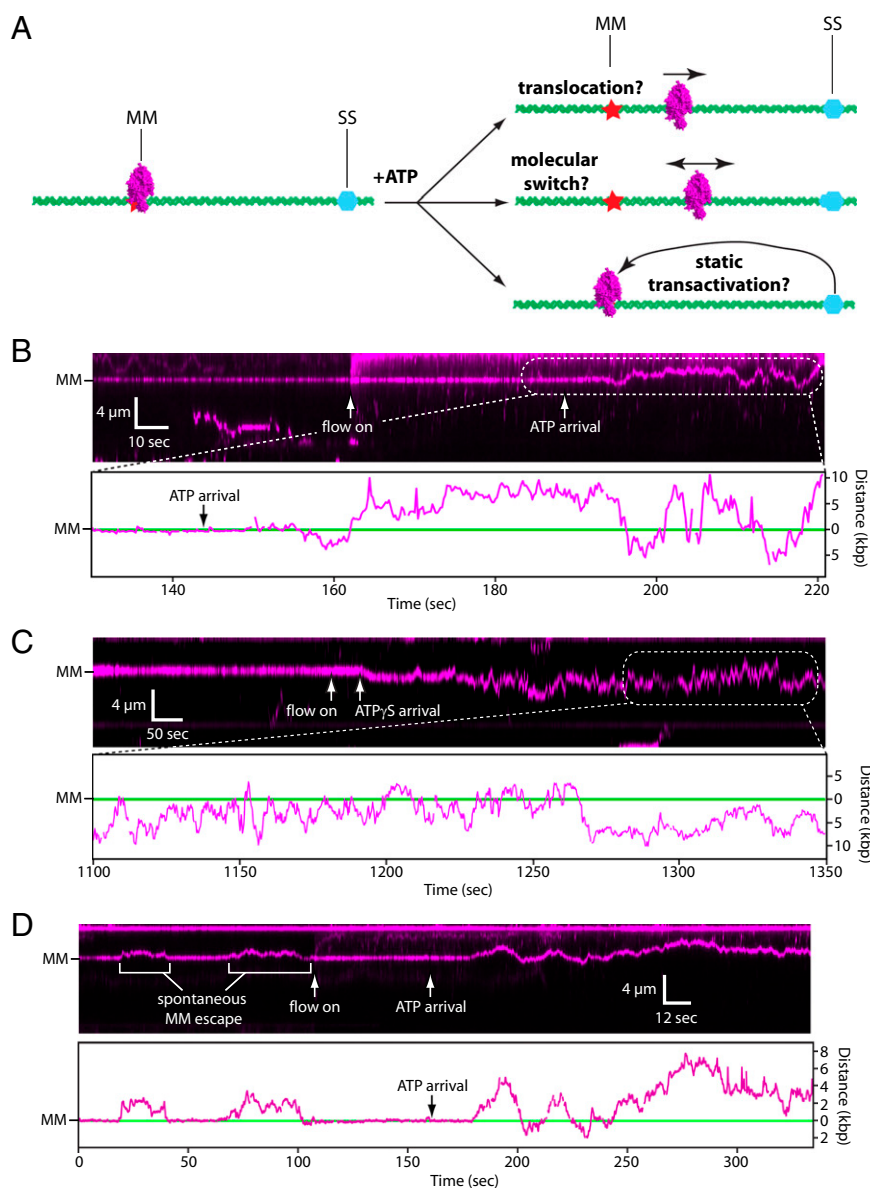 A
MM
SS
+ATP
MM
SS
translocation?
molecular
switch?
static
transactivation?
B
MM
4 μm
10 sec
flow on
ATP arrival
ATP arrival
MM
10
5
0
5
Distance (kbp)
140
160
180
200
220
Time (sec)
C
MM
4 μm
50 sec
flow on
ATPγS arrival
MM
5
0
5
10
Distance (kbp)
1100
1150
1200
1250
1300
1350
Time (sec)
D
MM
spontaneous
MM escape
flow on
ATP arrival
4 μm
12 sec
ATP arrival
MM
8
6
4
2
0
2
Distance (kbp)
0
50
100
150
200
250
300
Time (sec)